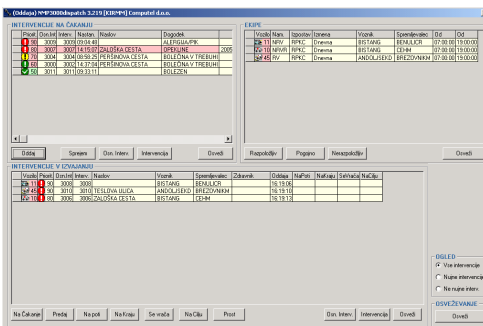 (Oddaja) NMP3000dispatch 3.219 [KIRMM] Computel d.o.o.
INTERVENCIJE NA ČAKANJU
Priorit. Osn.Int Interv. Nastan. Naslov Dogodek
90 3009 3009 09:04:48 ALERGIJA/PIK
80 3007 3007 14:15:07 ZALOŠKA CESTA OPEKLINE 2005
70 3004 3004 08:58:25 PERŠINOVA CESTA BOLEČINA V TREBUHU
60 3000 3002 14:37:04 PERŠINOVA CESTA BOLEČINA V TREBUHU
50 3011 3011 09:33:11 BOLEZEN
Oddaj Sprejem Osn. Interv. Intervencija Osveži
EKIPE
Vozilo Nani. Izpostav Izmena Voznik Spremljevalec Od Od
11 NRV RPKC Dnevna BISTANG BENULICR 07:00:00 19:00:00
10 NRVR RPKC Dnevna BISTANG CEHM 07:00:00 19:00:00
45 RV RPKC Dnevna ANDOLJSEKD BREZOVNIKM 07:00:00 19:00:00
Razpoložljiv Pogojno Nerazpoložljiv Osveži
INTERVENCIJE V IZVAJANJU
Vozilo Priorit. Osn.Int Interv. Naslov Voznik Spremljevalec Zdravnik Oddaja NaPoti NaKraju SeVrača NaCilju
11 90 3008 3008 BISTANG BENULICR 16:19:06
45 90 3010 3010 TESLOVA ULICA ANDOLJSEKD BREZOVNIKM 16:19:10
10 80 3006 3006 ZALOŠKA CESTA BISTANG CEHM 16:19:13
Na Čakanje Predaj Na poti Na Kraju Se vrača Na Cilju Prost Osn. Interv. Intervencija Osveži
OGLED
Vse intervencije
Nujne intervencije
Ne nujne interv.
OSVEŽEVANJE
Osveži